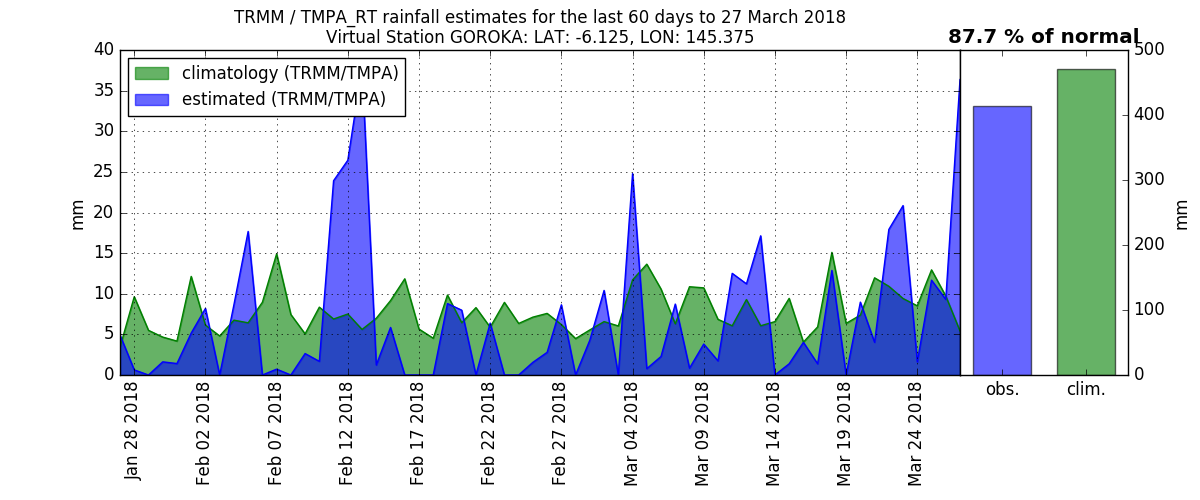 TRMM / TMPA_RT rainfall estimates for the last 60 days to 27 March 2018
Virtual Station GOROKA: LAT: -6.125, LON: 145.375
87.7 % of normal
climatology (TRMM/TMPA)
estimated (TRMM/TMPA)
40
35
30
25
20
15
10
5
0
mm
500
400
300
200
100
0
mm
obs.
clim.
Jan 28 2018
Feb 02 2018
Feb 07 2018
Feb 12 2018
Feb 17 2018
Feb 22 2018
Feb 27 2018
Mar 04 2018
Mar 09 2018
Mar 14 2018
Mar 19 2018
Mar 24 2018